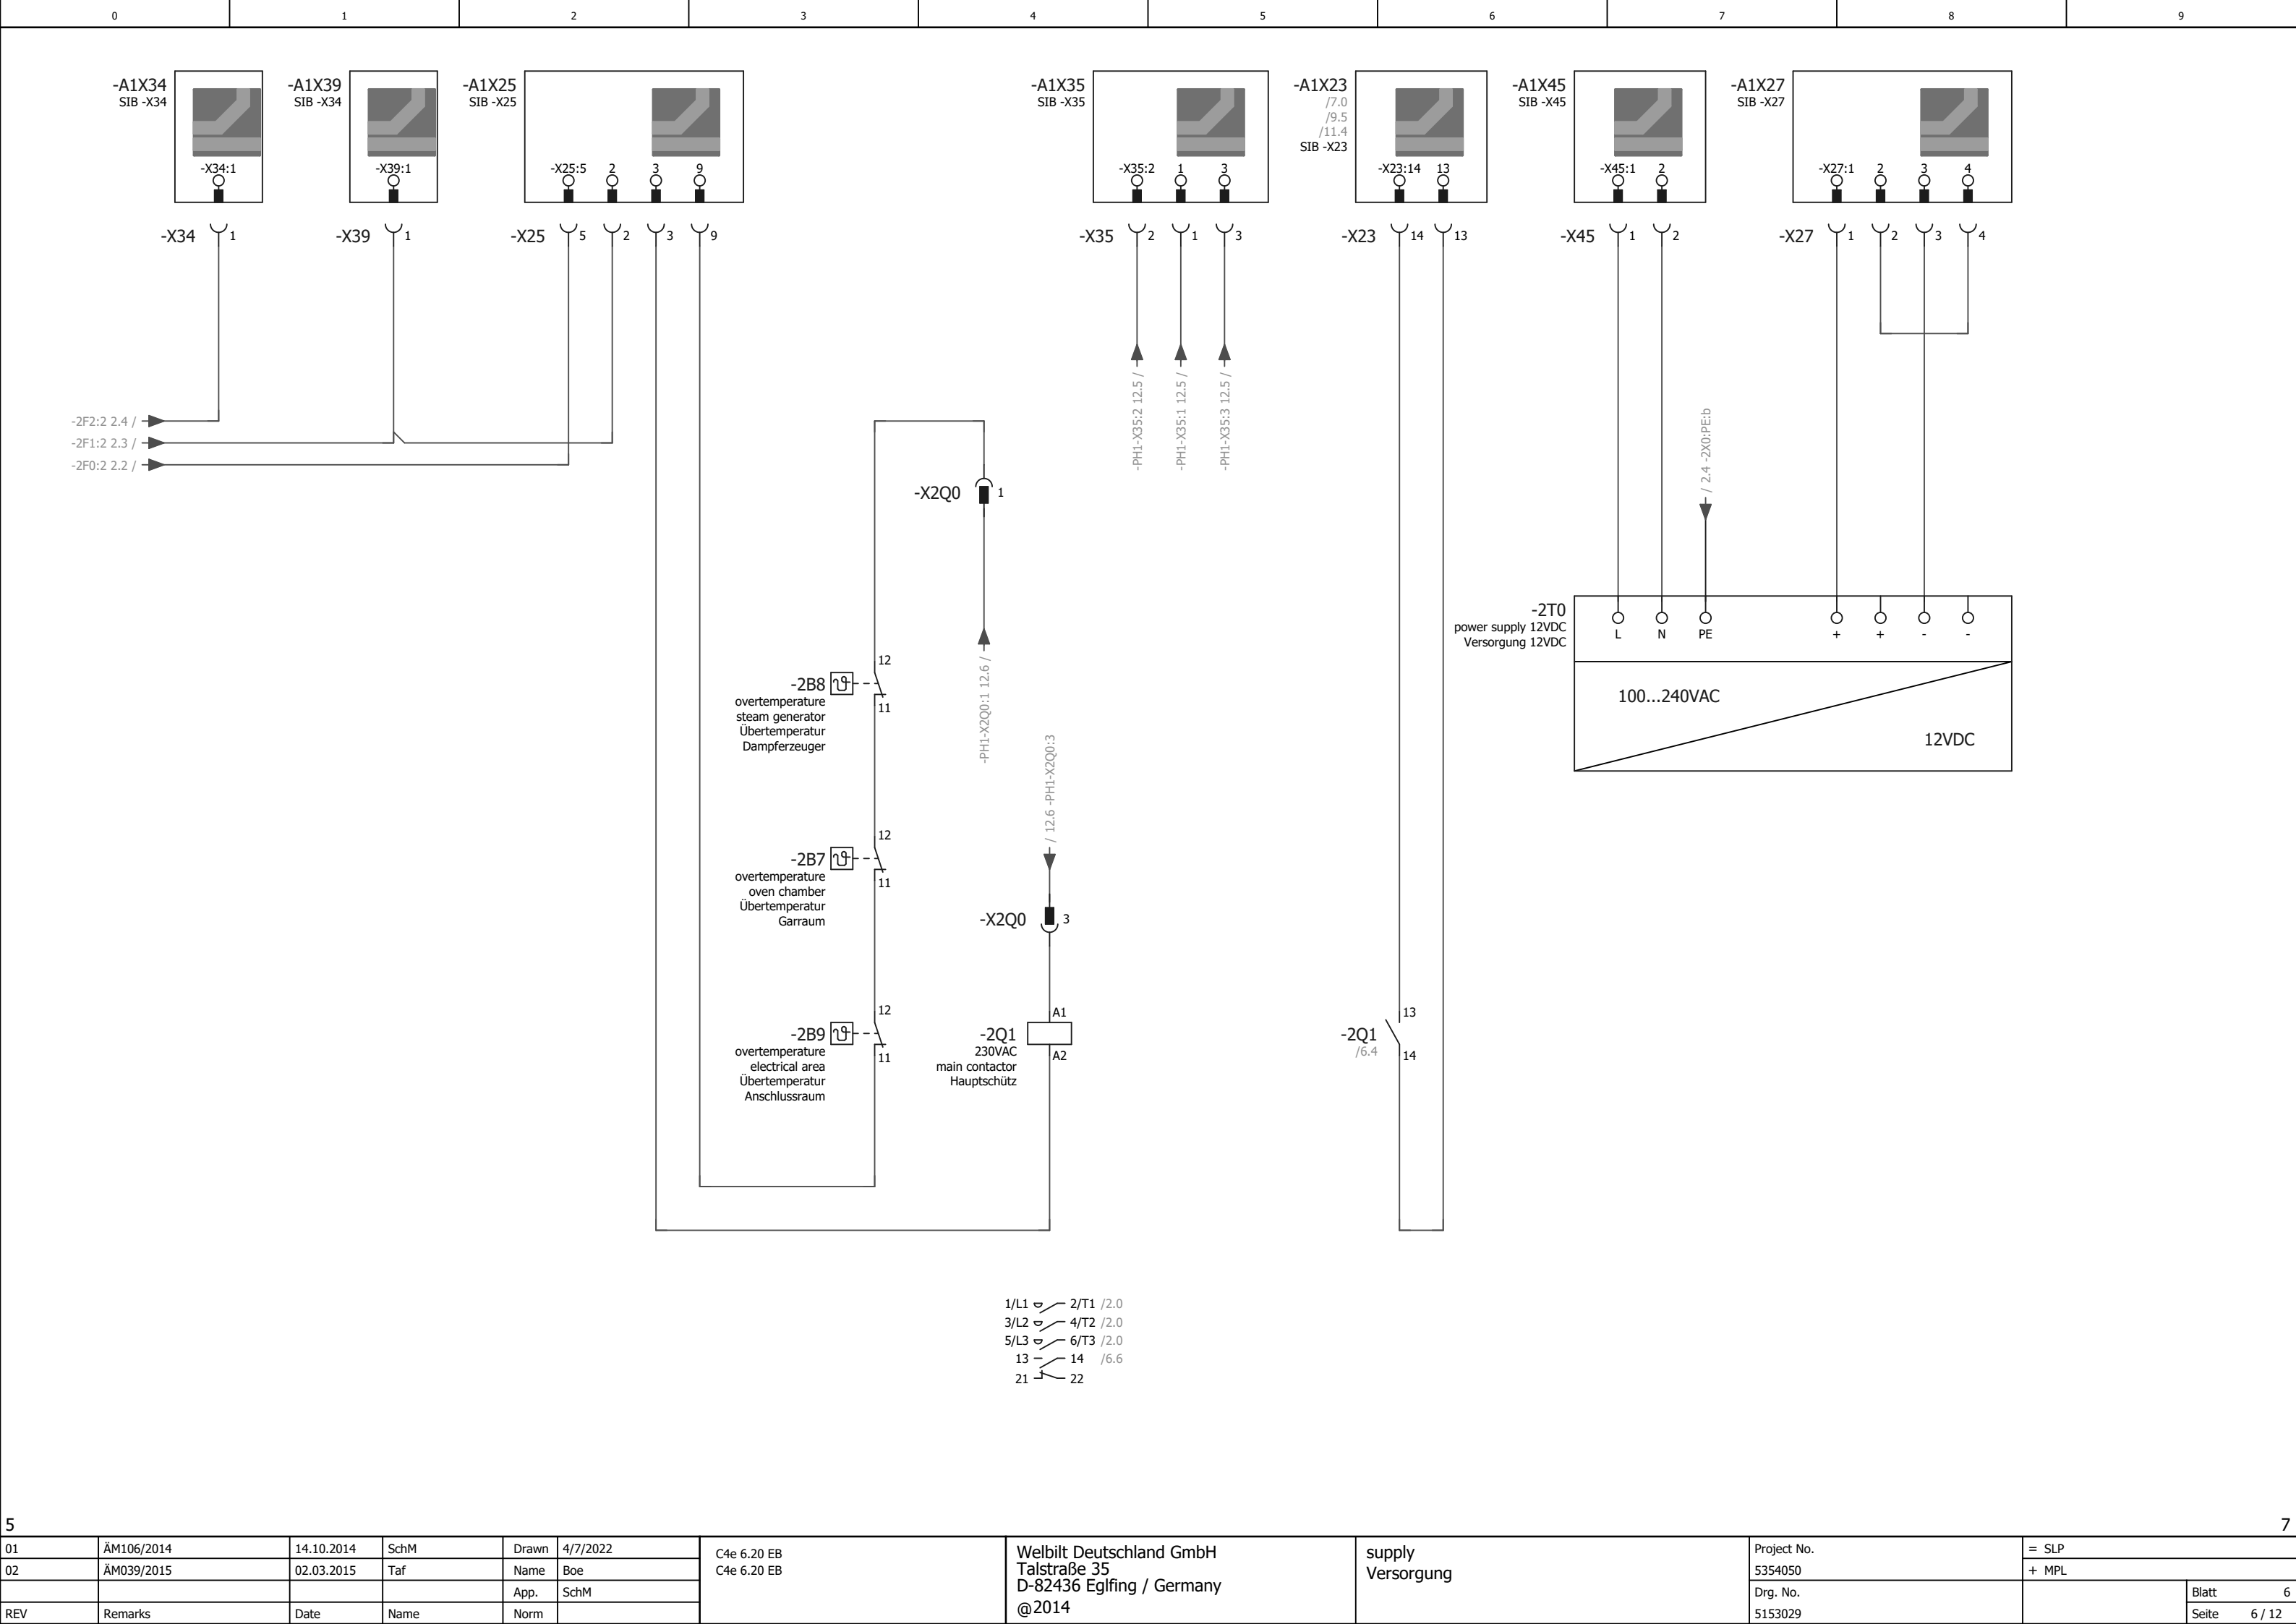 0 1 2 3 4 5 6 7 8 9
-A1X34
SIB -X34
-X34:1
-X34 1
-A1X39
SIB -X34
-X39:1
-X39 1
-A1X25
SIB -X25
-X25:5 2 3 9
-X25 5 2 3 9
-A1X35
SIB -X35
-X35:2 1 3
-X35 2 1 3
-A1X23
/7.0
/9.5
/11.4
SIB -X23
-X23:14 13
-X23 14 13
-A1X45
SIB -X45
-X45:1 2
-X45 1 2
-A1X27
SIB -X27
-X27:1 2 3 4
-X27 1 2 3 4
-2F2:2 2.4 /
-2F1:2 2.3 /
-2F0:2 2.2 /
-PH1-X35:2 12.5 /
-PH1-X35:1 12.5 /
-PH1-X35:3 12.5 /
/ 2.4 -2X0:PE:b
-X2Q0 1
-PH1-X2Q0:1 12.6 /
-2T0
power supply 12VDC
Versorgung 12VDC
L N PE + + - -
100...240VAC
12VDC
12
-2B8
11
overtemperature
steam generator
Übertemperatur
Dampferzeuger
/ 12.6 -PH1-X2Q0:3
12
-2B7
11
overtemperature
oven chamber
Übertemperatur
Garraum
-X2Q0 3
12
-2B9
11
overtemperature
electrical area
Übertemperatur
Anschlussraum
A1
-2Q1
A2
230VAC
main contactor
Hauptschütz
13
-2Q1
/6.4
14
1/L1 2/T1 /2.0
3/L2 4/T2 /2.0
5/L3 6/T3 /2.0
13 14 /6.6
21 22
5
7
01 ÄM106/2014 14.10.2014 SchM Drawn 4/7/2022
02 ÄM039/2015 02.03.2015 Taf Name Boe
App. SchM
REV Remarks Date Name Norm
C4e 6.20 EB
C4e 6.20 EB
Welbilt Deutschland GmbH
Talstraße 35
D-82436 Eglfing / Germany
@2014
supply
Versorgung
Project No.
5354050
Drg. No.
5153029
= SLP
+ MPL
Blatt 6
Seite 6 / 12